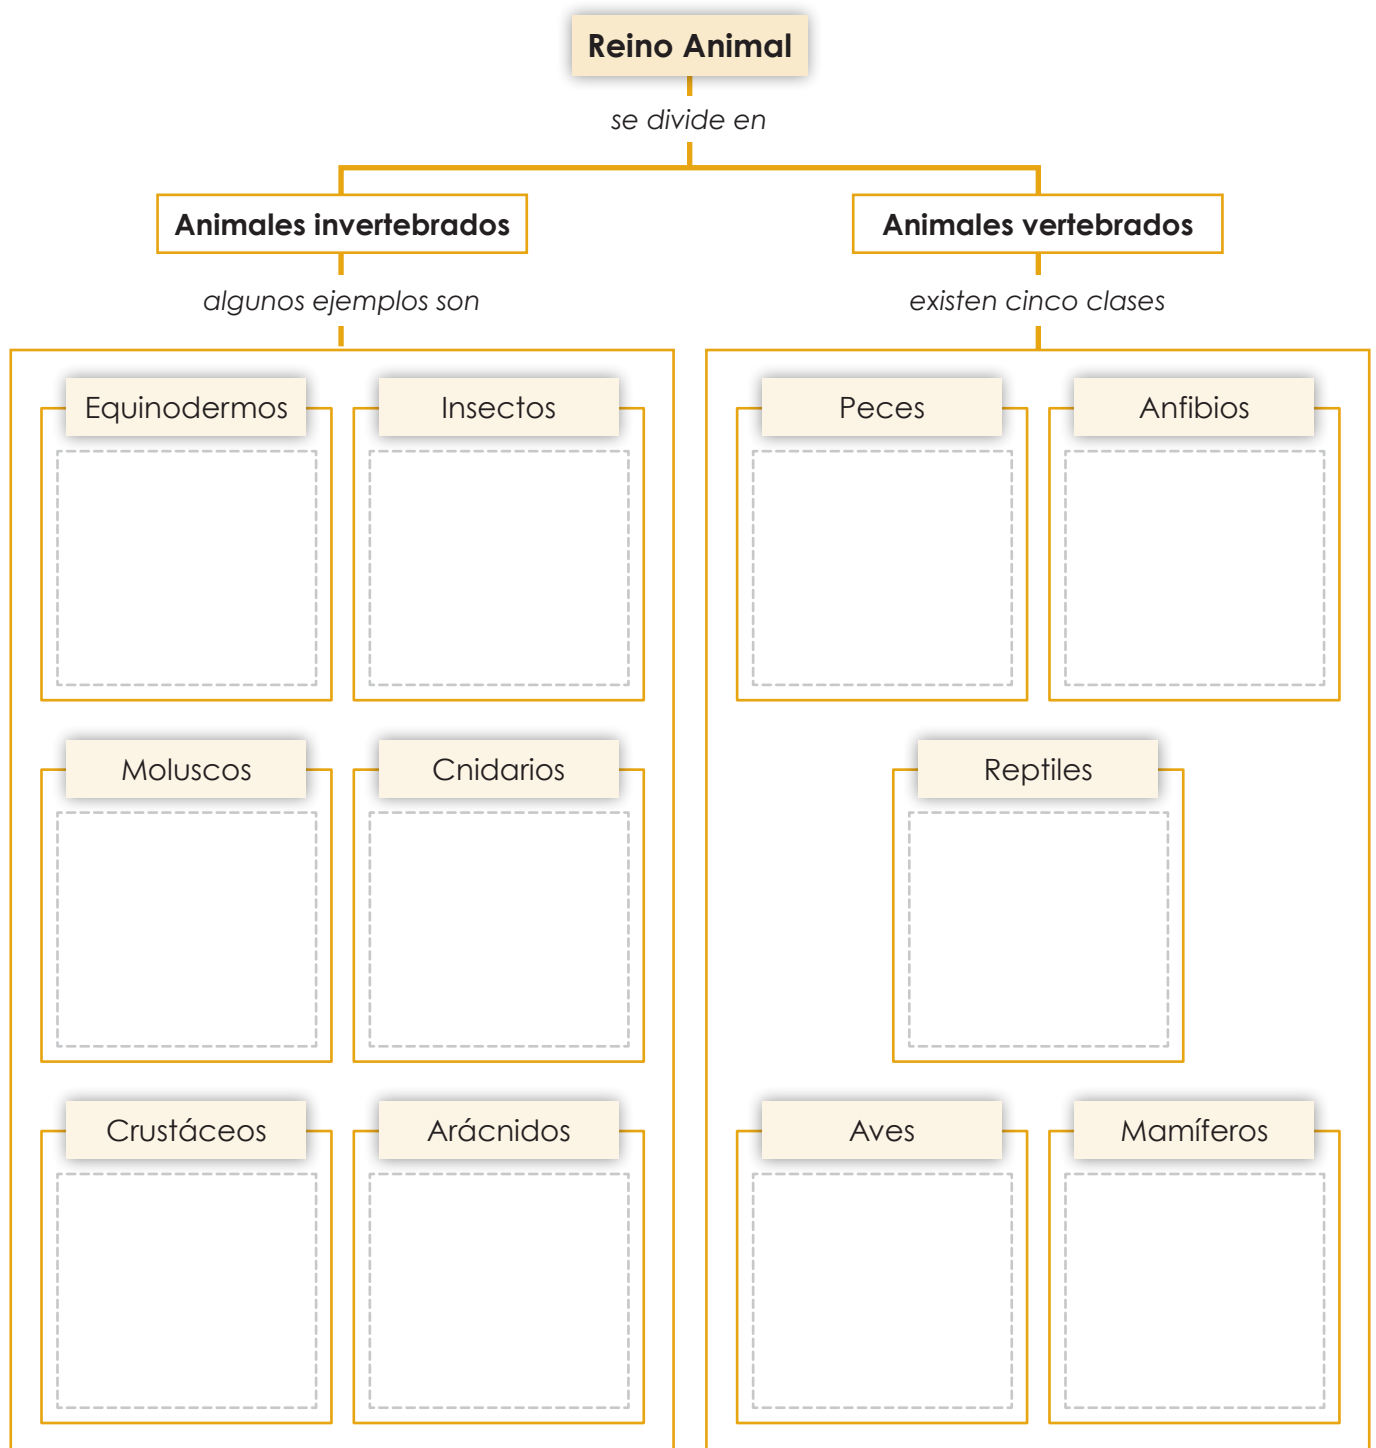 Reino Animal
se divide en
Animales invertebrados
Animales vertebrados
algunos ejemplos son
existen cinco clases
Equinodermos
Insectos
Peces
Anfibios
Moluscos
Cnidarios
Reptiles
Crustáceos
Arácnidos
Aves
Mamíferos